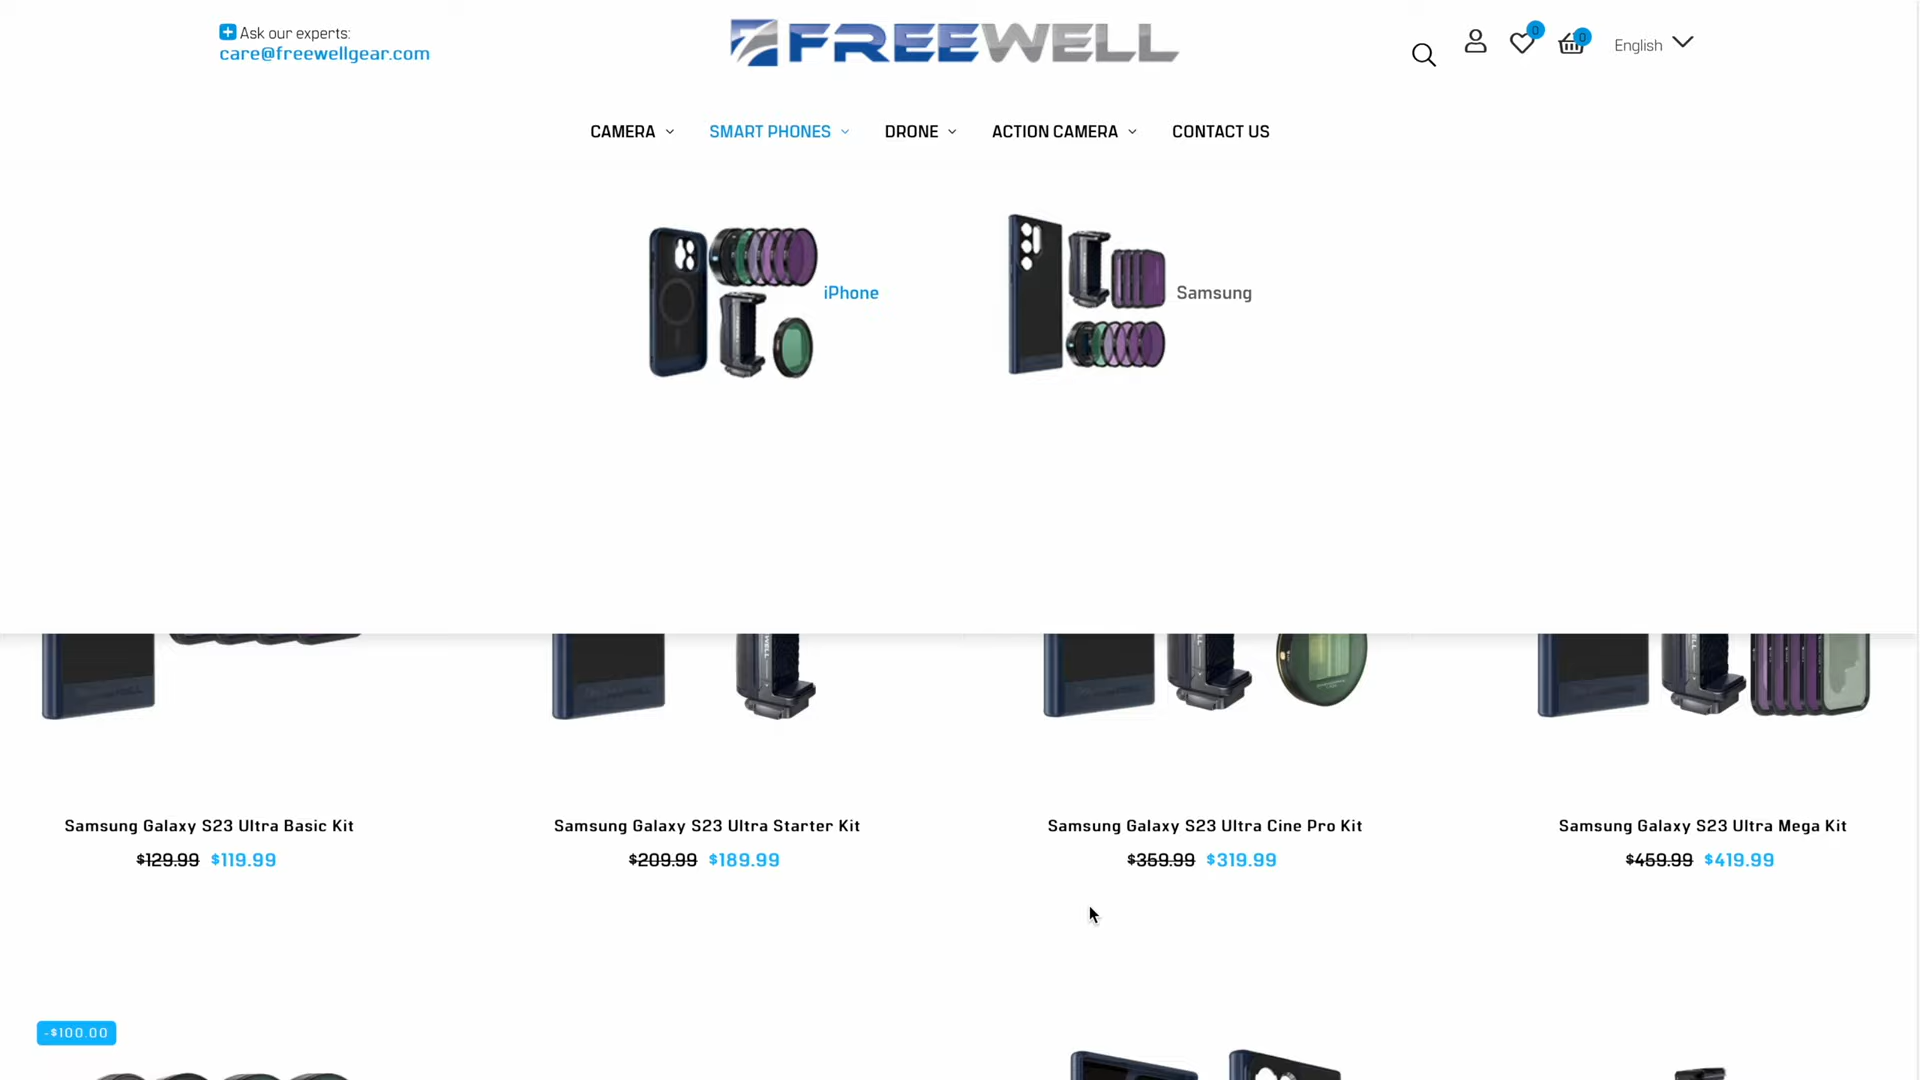 Ask our experts:
care@freewellgear.com
FREEWELL
0
0
English
CAMERA
SMART PHONES
DRONE
ACTION CAMERA
CONTACT US
iPhone
Samsung
Samsung Galaxy S23 Ultra Basic Kit
$129.99 $119.99
Samsung Galaxy S23 Ultra Starter Kit
$209.99 $189.99
Samsung Galaxy S23 Ultra Cine Pro Kit
$359.99 $319.99
Samsung Galaxy S23 Ultra Mega Kit
$459.99 $419.99
-$100.00